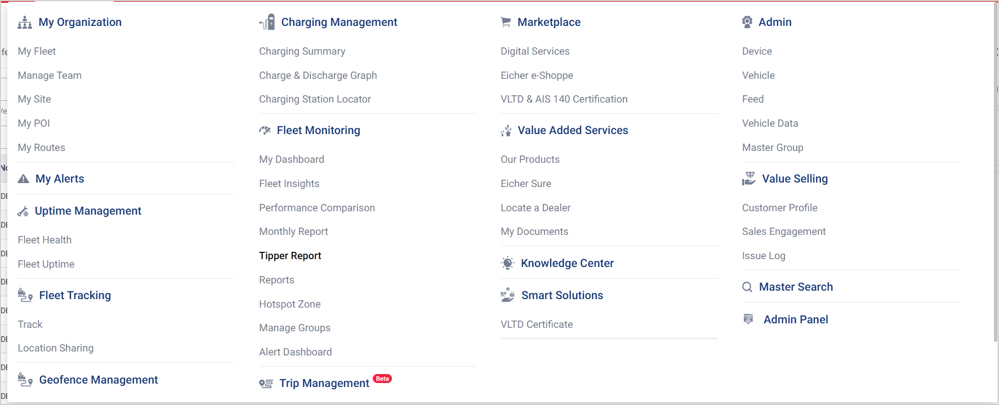 My Organization
My Fleet
Manage Team
My Site
My POI
My Routes
My Alerts
Uptime Management
Fleet Health
Fleet Uptime
Fleet Tracking
Track
Location Sharing
Geofence Management
Charging Management
Charging Summary
Charge & Discharge Graph
Charging Station Locator
Fleet Monitoring
My Dashboard
Fleet Insights
Performance Comparison
Monthly Report
Tipper Report
Reports
Hotspot Zone
Manage Groups
Alert Dashboard
Trip Management Beta
Marketplace
Digital Services
Eicher e-Shoppe
VLTD & AIS 140 Certification
Value Added Services
Our Products
Eicher Sure
Locate a Dealer
My Documents
Knowledge Center
Smart Solutions
VLTD Certificate
Admin
Device
Vehicle
Feed
Vehicle Data
Master Group
Value Selling
Customer Profile
Sales Engagement
Issue Log
Master Search
Admin Panel